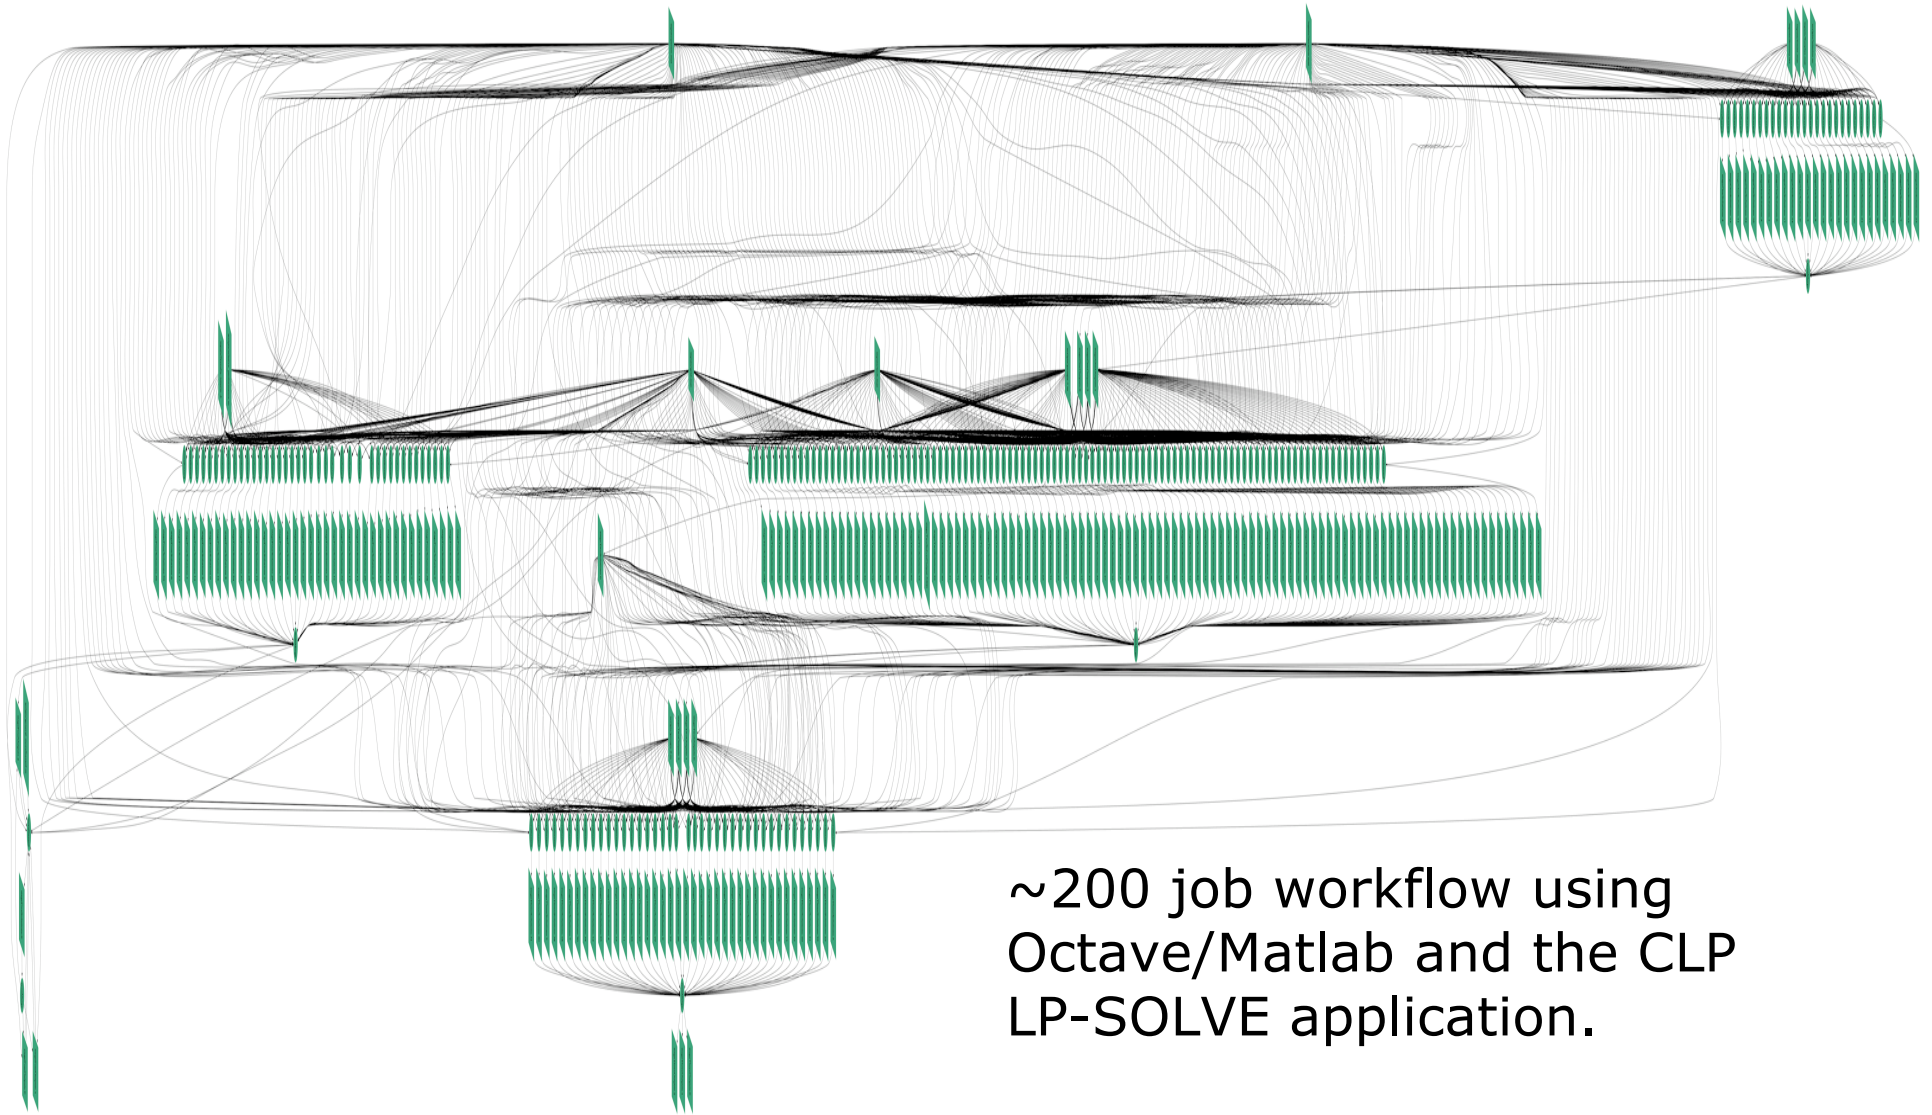 ~200 job workflow using
Octave/Matlab and the CLP
LP-SOLVE application.